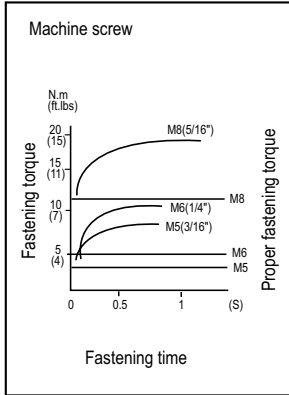 Machine screw
N.m
(ft.lbs)
20
(15)
15
(11)
10
(7)
5
(4)
0
0.5
1
(S)
M8(5/16")
M8
M6(1/4")
M5(3/16")
M6
M5
Fastening torque
Proper fastening torque
Fastening time